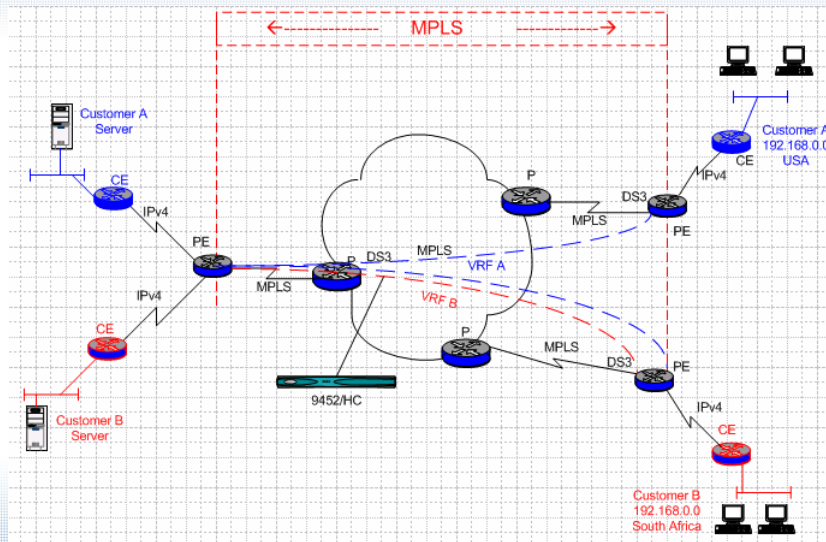 MPLS
Customer A
Server
CE
IPv4
PE
IPv4
CE
Customer B
Server
MPLS
P
DS3
MPLS
VRF A
VRF B
9452/HC
P
MPLS
DS3
PE
IPv4
CE
Customer A
192.168.0.0
USA
P
MPLS
DS3
PE
IPv4
CE
Customer B
192.168.0.0
South Africa